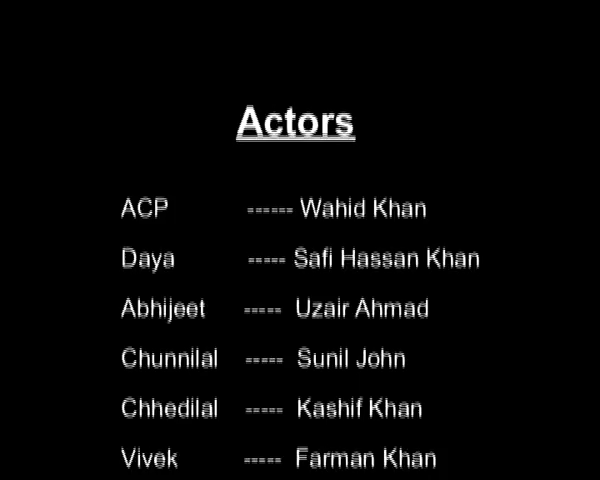 Actors
ACP ------ Wahid Khan
Daya ----- Safi Hassan Khan
Abhijeet ----- Uzair Ahmad
Chunnilal ----- Sunil John
Chhedilal ----- Kashif Khan
Vivek ----- Farman Khan